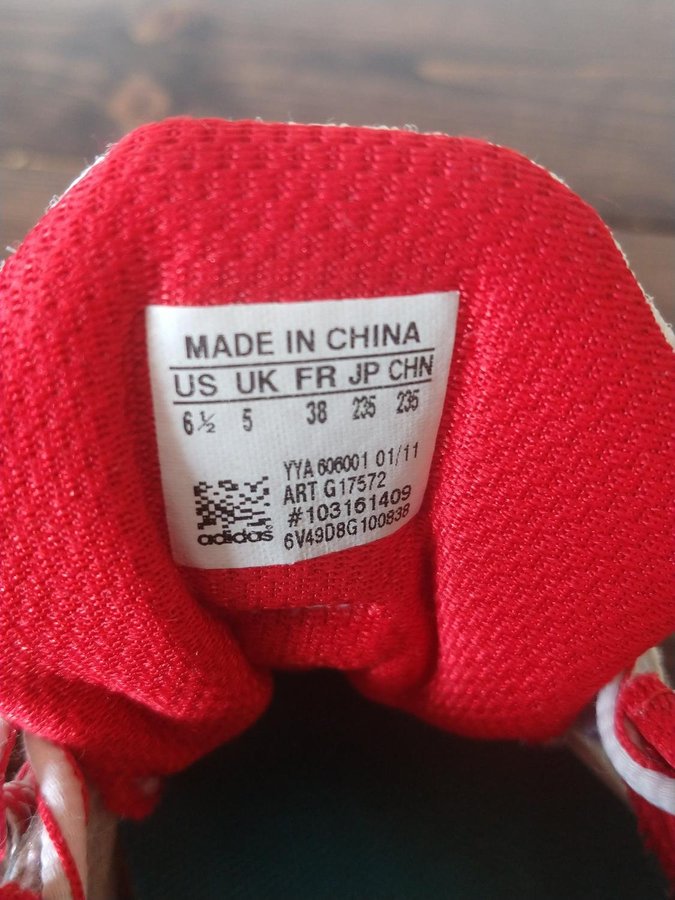 MADE IN CHINA
US UK FR JP CHN
6½ 5 38 235 235
YYA 606001 01/11
ART G17572
#103161409
adidas
6V49D8G100838